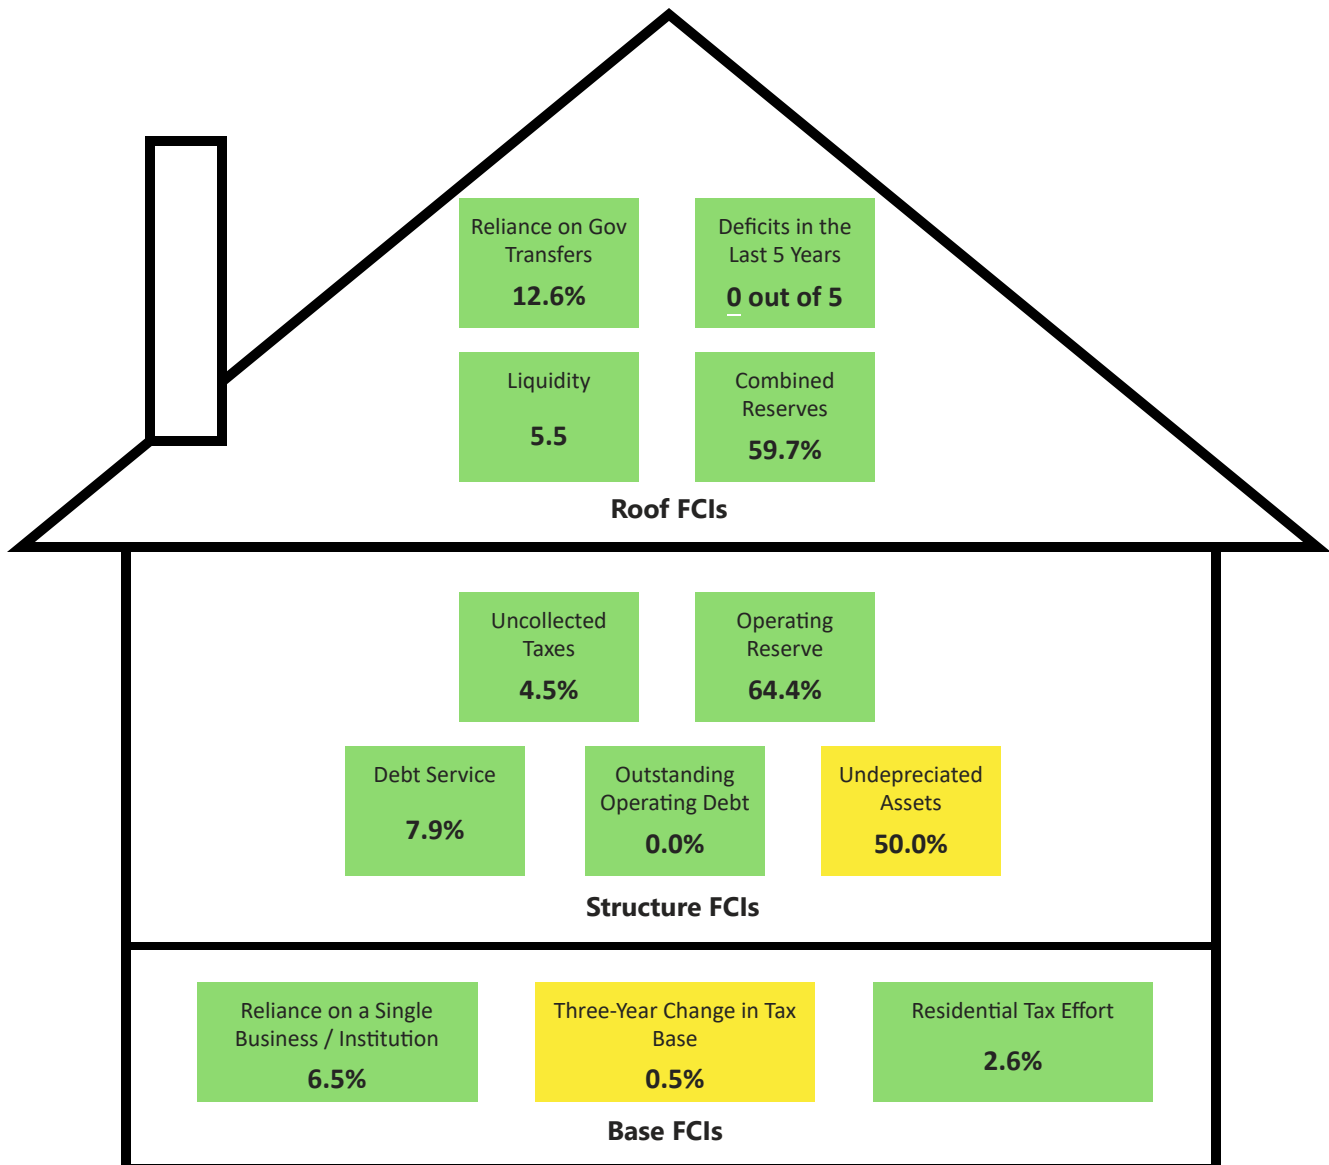 Reliance on Gov
Transfers
12.6%
Deficits in the
Last 5 Years
0 out of 5
Liquidity
5.5
Combined
Reserves
59.7%
Roof FCIs
Uncollected
Taxes
4.5%
Operating
Reserve
64.4%
Debt Service
7.9%
Outstanding
Operating Debt
0.0%
Undepreciated
Assets
50.0%
Structure FCIs
Reliance on a Single
Business / Institution
6.5%
Three-Year Change in Tax
Base
0.5%
Residential Tax Effort
2.6%
Base FCIs